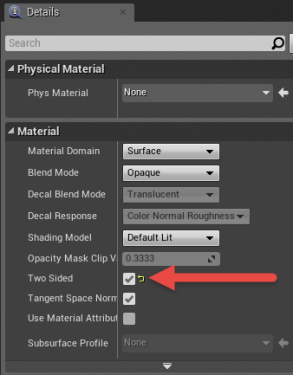 Details
Search
Physical Material
Phys Material None
Material
Material Domain Surface
Blend Mode Opaque
Decal Blend Mode Translucent
Decal Response Color Normal Roughness
Shading Model Default Lit
Opacity Mask Clip V 0.3333
Two Sided
Tangent Space Norm
Use Material Attribut
Subsurface Profile None